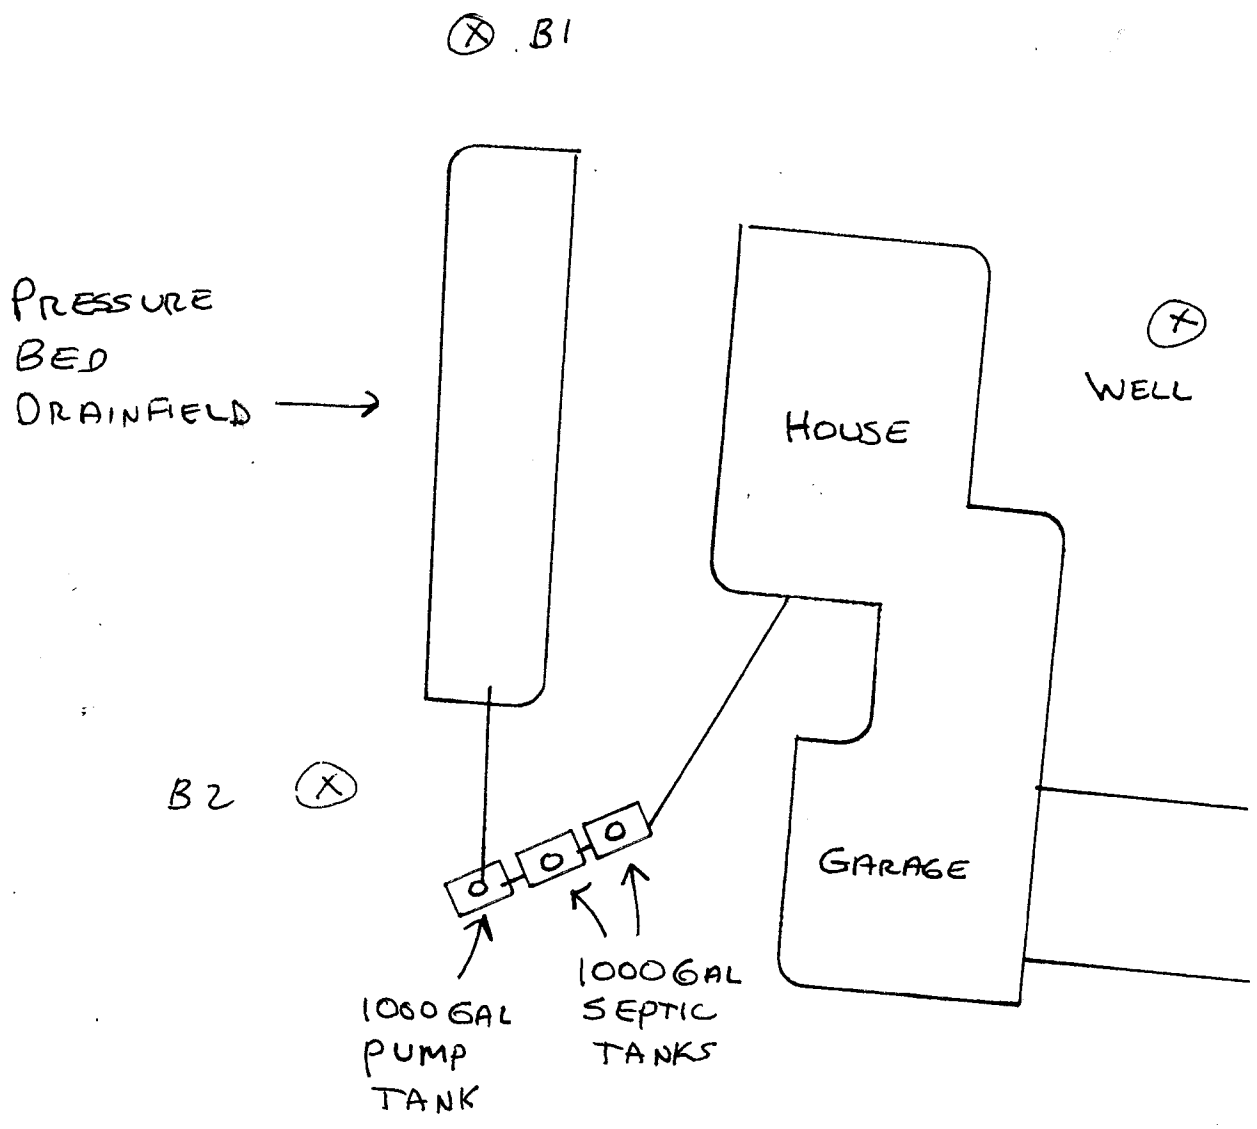 B1
PRESSURE
BED
DRAINFIELD
WELL
HOUSE
B2
GARAGE
1000 GAL
SEPTIC
TANKS
1000 GAL
PUMP
TANK